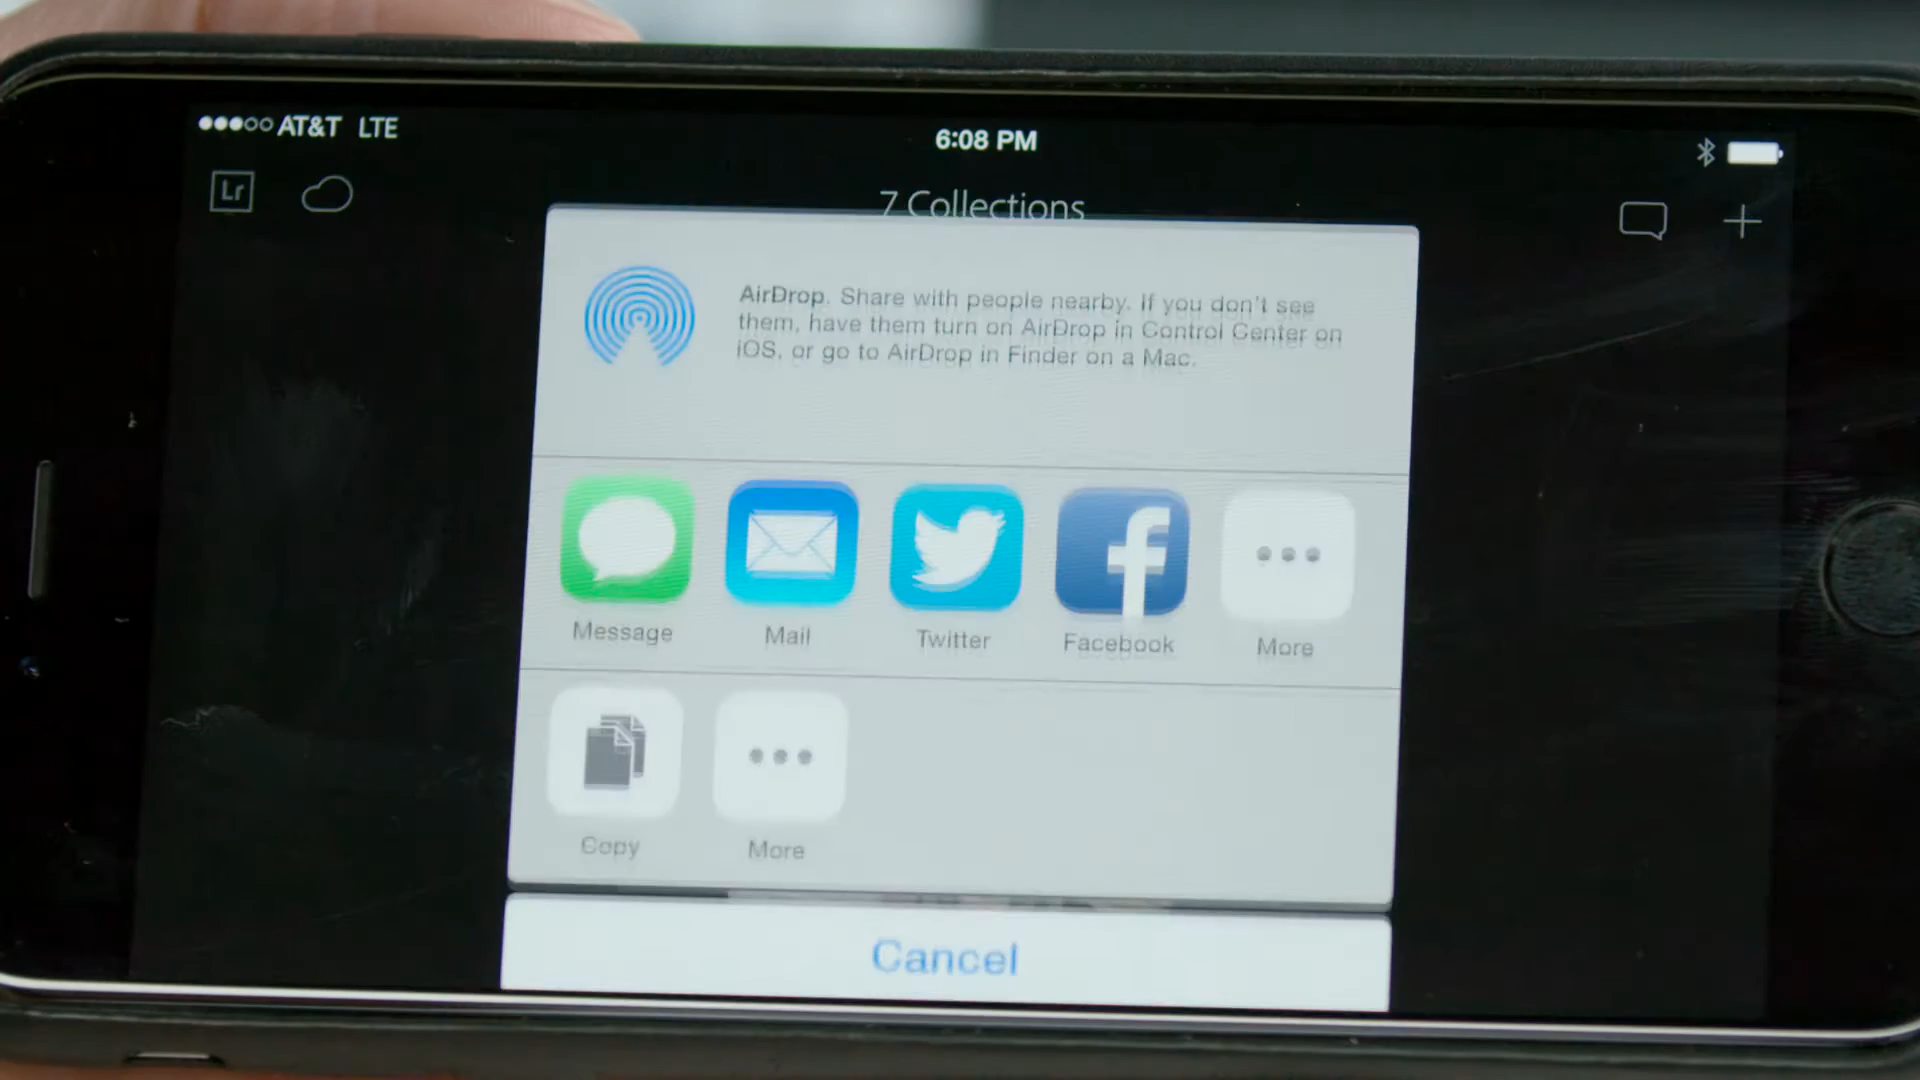 AT&T LTE
6:08 PM
Lr
7 Collections
AirDrop. Share with people nearby. If you don't see
them, have them turn on AirDrop in Control Center on
iOS, or go to AirDrop in Finder on a Mac.
Message
Mail
Twitter
Facebook
More
Copy
More
Cancel